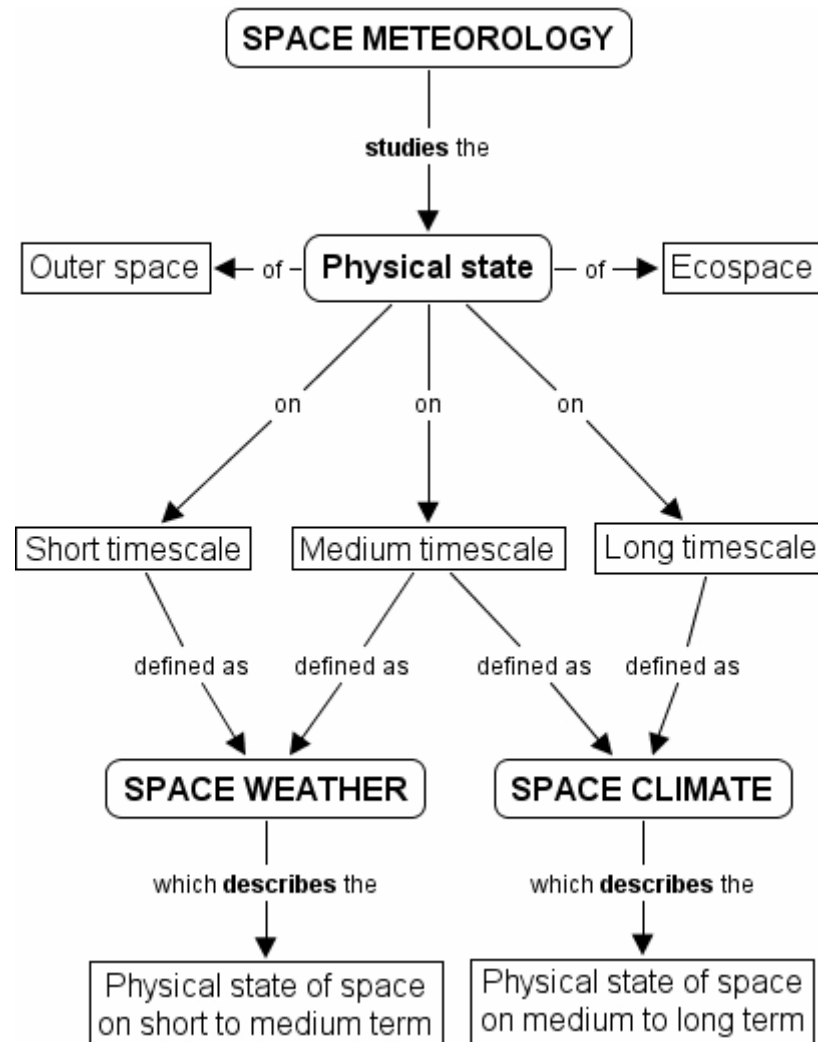 SPACE METEOROLOGY
studies the
Outer space
of
Physical state
of
Ecospace
on
on
on
Short timescale
Medium timescale
Long timescale
defined as
defined as
defined as
defined as
SPACE WEATHER
SPACE CLIMATE
which describes the
which describes the
Physical state of space
on short to medium term
Physical state of space
on medium to long term